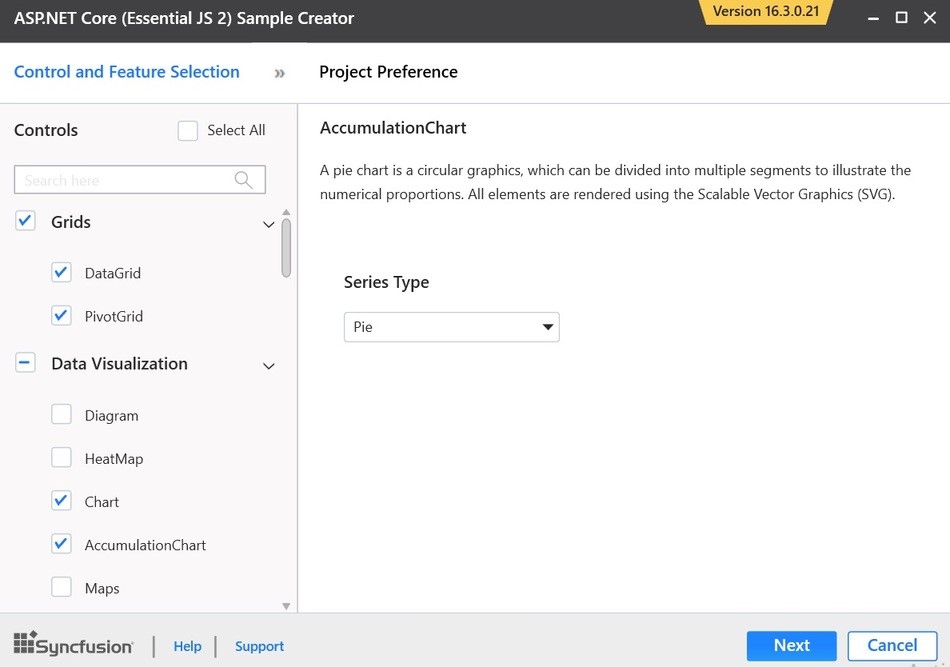 ASP.NET Core (Essential JS 2) Sample Creator
Version 16.3.0.21
Control and Feature Selection
»
Project Preference
Controls
Select All
Search here
Grids
DataGrid
PivotGrid
Data Visualization
Diagram
HeatMap
Chart
AccumulationChart
Maps
AccumulationChart
A pie chart is a circular graphics, which can be divided into multiple segments to illustrate the
numerical proportions. All elements are rendered using the Scalable Vector Graphics (SVG).
Series Type
Pie
Syncfusion
Help
Support
Next
Cancel